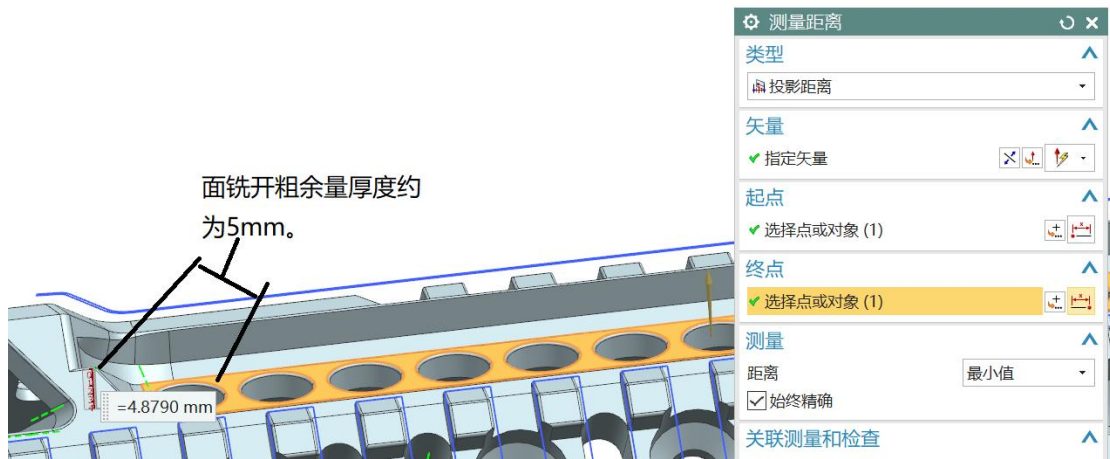 面铣开粗余量厚度约
为5mm。
=4.8790 mm
测量距离
类型
投影距离
矢量
指定矢量
起点
选择点或对象 (1)
终点
选择点或对象 (1)
测量
距离
最小值
始终精确
关联测量和检查